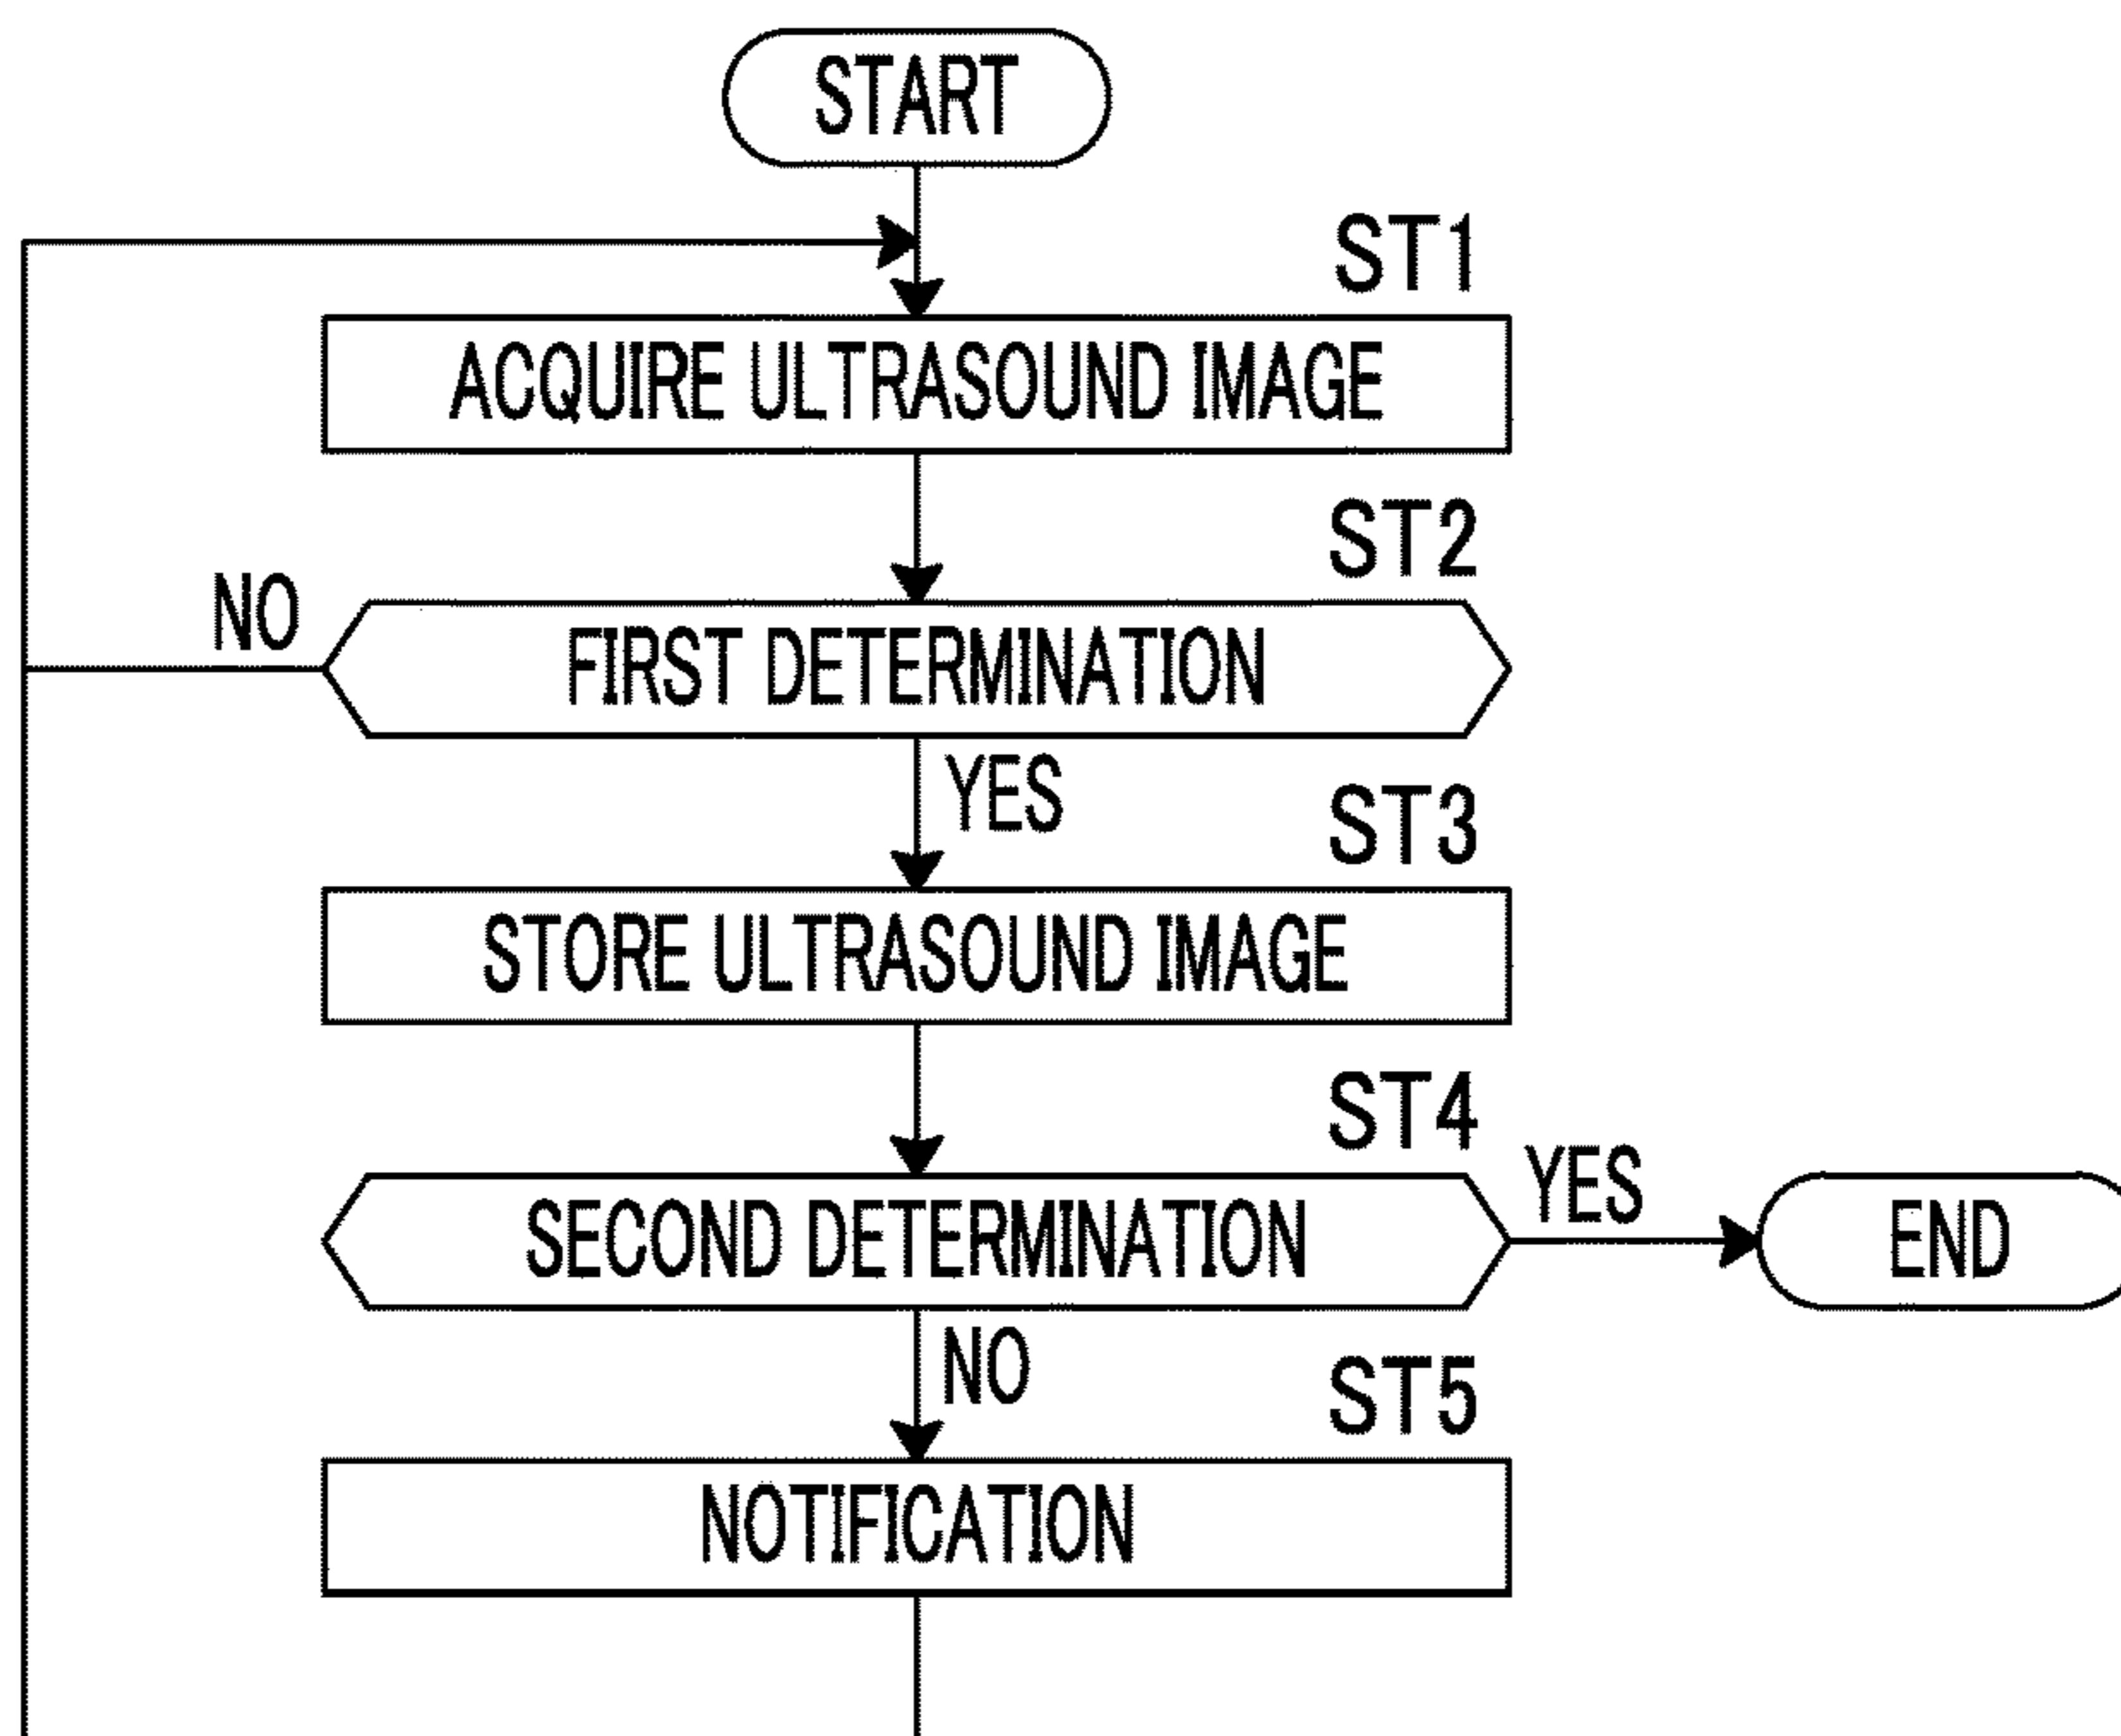 START
ST1
ACQUIRE ULTRASOUND IMAGE
ST2
NO
FIRST DETERMINATION
YES
ST3
STORE ULTRASOUND IMAGE
ST4
YES
SECOND DETERMINATION
END
NO
ST5
NOTIFICATION